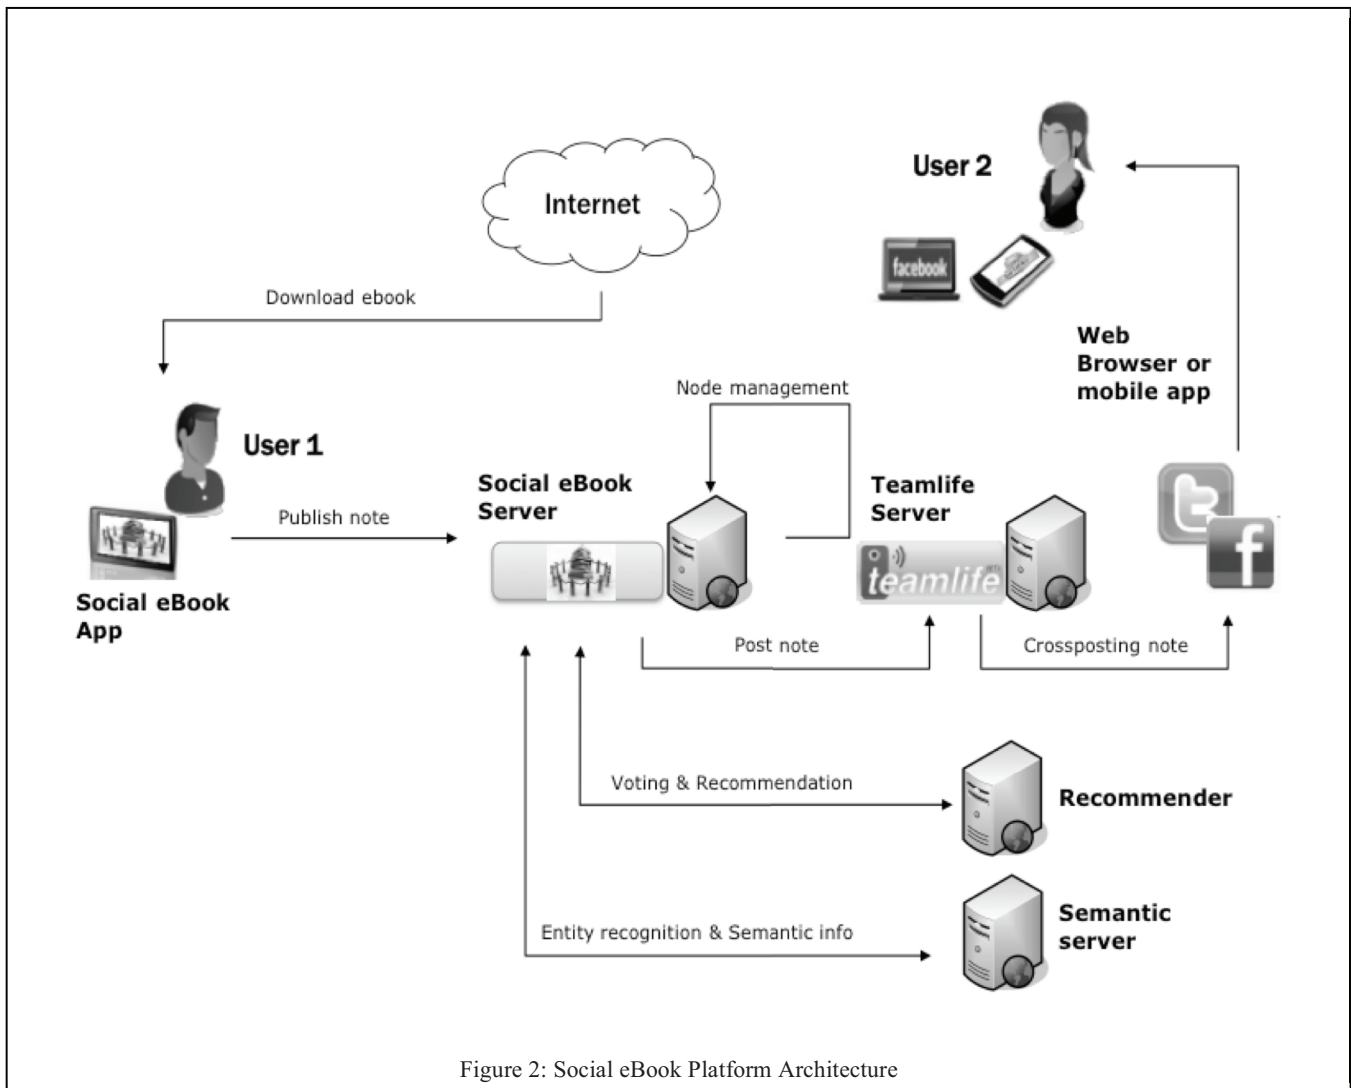 User 2
Internet
facebook
Download ebook
Web
Browser or
mobile app
Node management
User 1
Social eBook
Server
Teamlife
Server
t
Publish note
f
teamlife
Social eBook
App
Post note
Crossposting note
Voting & Recommendation
Recommender
Semantic
server
Entity recognition & Semantic info
Figure 2: Social eBook Platform Architecture